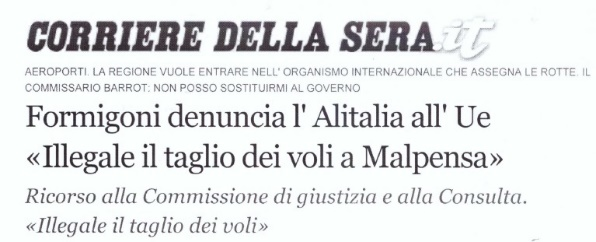 CORRIERE DELLA SERA.it
AEROPORTI. LA REGIONE VUOLE ENTRARE NELL' ORGANISMO INTERNAZIONALE CHE ASSEGNA LE ROTTE. IL
COMMISSARIO BARROT: NON POSSO SOSTITUIRMI AL GOVERNO
Formigoni denuncia l' Alitalia all' Ue
«Illegale il taglio dei voli a Malpensa»
Ricorso alla Commissione di giustizia e alla Consulta.
«Illegale il taglio dei voli»